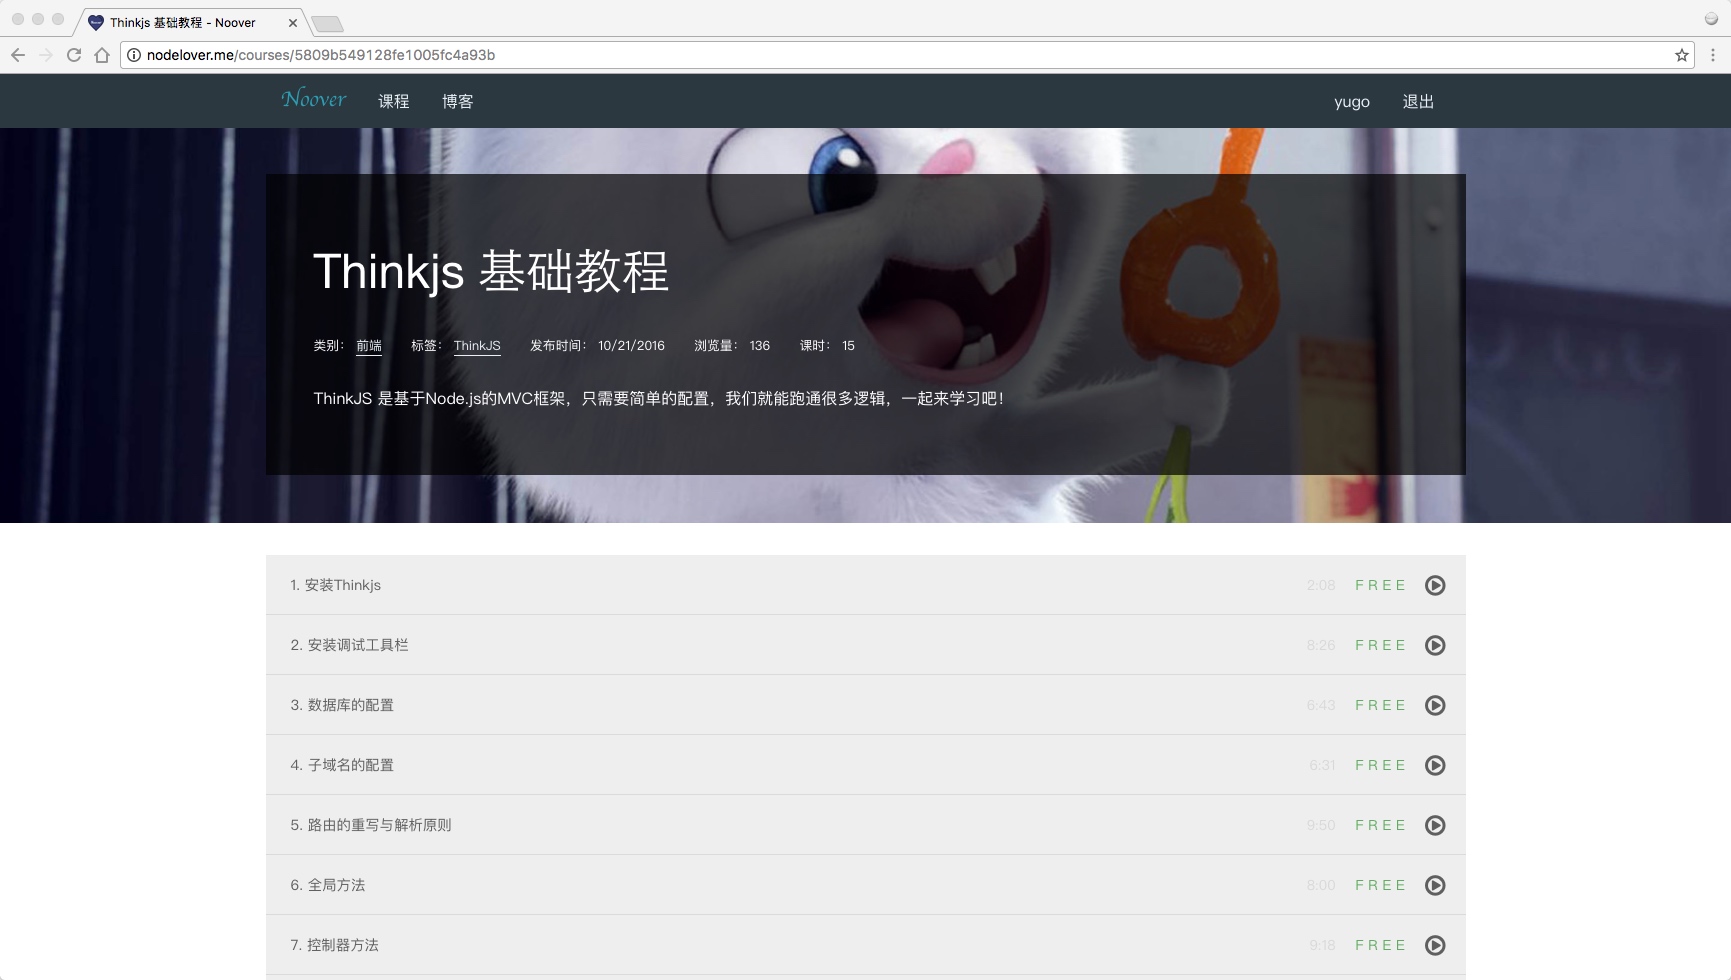 Thinkjs 基础教程 - Noover
nodelover.me/courses/5809b549128fe1005fc4a93b
Noover 课程 博客 yugo 退出
Thinkjs 基础教程
类别： 前端 标签： ThinkJS 发布时间： 10/21/2016 浏览量： 136 课时： 15
ThinkJS 是基于Node.js的MVC框架，只需要简单的配置，我们就能跑通很多逻辑，一起来学习吧！
1. 安装Thinkjs 2:08 FREE
2. 安装调试工具栏 8:26 FREE
3. 数据库的配置 6:43 FREE
4. 子域名的配置 6:31 FREE
5. 路由的重写与解析原则 9:50 FREE
6. 全局方法 8:00 FREE
7. 控制器方法 9:18 FREE